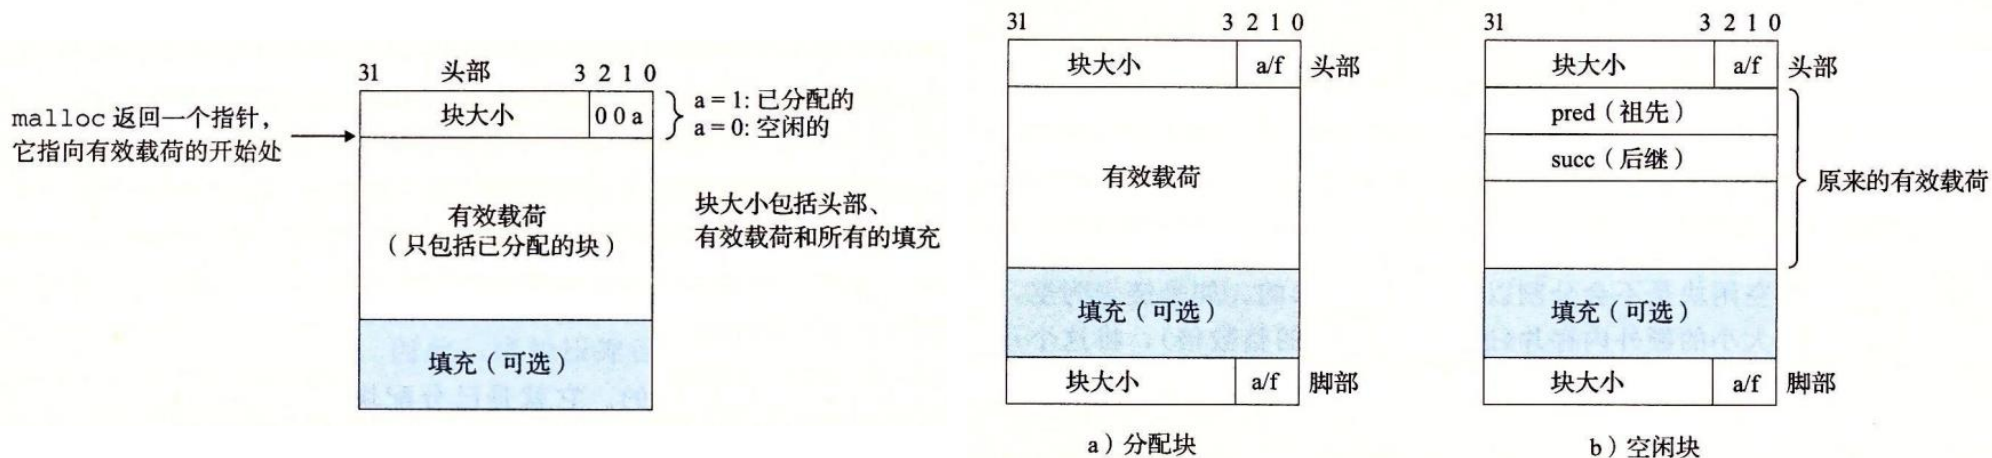 31 头部 3 2 1 0
块大小 0 0 a
a = 1: 已分配的
a = 0: 空闲的
malloc 返回一个指针，
它指向有效载荷的开始处
有效载荷
（只包括已分配的块）
块大小包括头部、
有效载荷和所有的填充
填充（可选）
31 3 2 1 0
块大小 a/f 头部
有效载荷
填充（可选）
块大小 a/f 脚部
a）分配块
31 3 2 1 0
块大小 a/f 头部
pred（祖先）
succ（后继）
原来的有效载荷
填充（可选）
块大小 a/f 脚部
b）空闲块